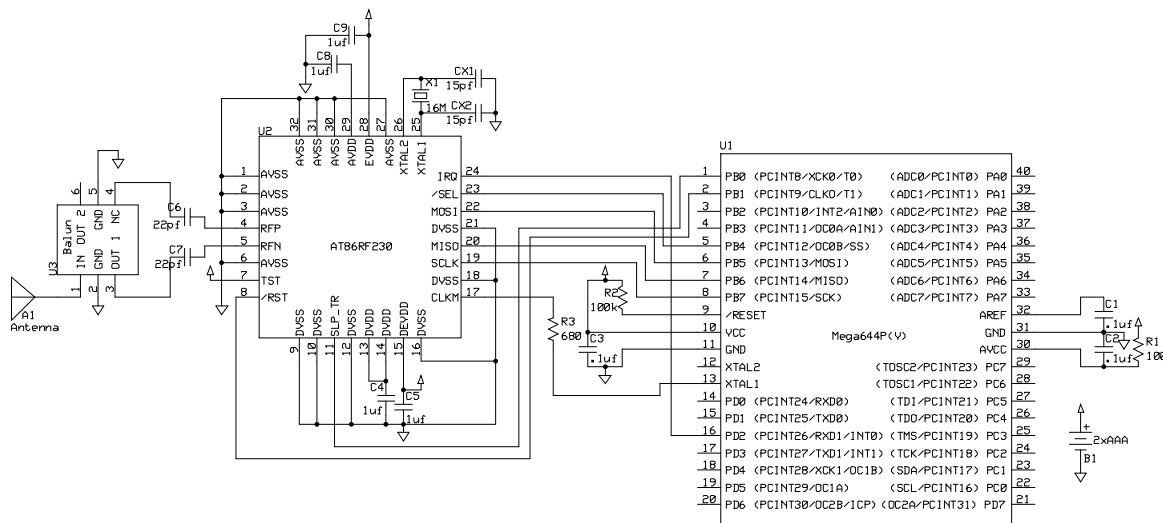 C9
1uf
C8
1uf
CX1
15pf
X1
16M
CX2
15pf
U2
32 31 30 29 28 27 26 25
AVSS AVSS AVSS AVDD EVDD AVSS XTAL2 XTAL1
1 AVSS
2 AVSS
3 AVSS
4 RFP
5 RFN
6 AVSS
7 TST
8 /RST
AT86RF230
IRQ 24
/SEL 23
MOSI 22
DVSS 21
MISO 20
SCLK 19
DVSS 18
CLKM 17
DVSS DVSS SLP_TR DVSS DVDD DVDD DEVDD DVSS
9 10 11 12 13 14 15 16
6 5 4
OUT 2 GND NC
Balun
U3
IN GND OUT 1
1 2 3
C6
22pf
C7
22pf
A1
Antenna
C4
1uf
C5
1uf
R3
680
R2
100k
C3
.1uf
U1
1 PB0 (PCINT8/XCK0/T0) (ADC0/PCINT0) PA0 40
2 PB1 (PCINT9/CLKO/T1) (ADC1/PCINT1) PA1 39
3 PB2 (PCINT10/INT2/AIN0) (ADC2/PCINT2) PA2 38
4 PB3 (PCINT11/OC0A/AIN1) (ADC3/PCINT3) PA3 37
5 PB4 (PCINT12/OC0B/SS) (ADC4/PCINT4) PA4 36
6 PB5 (PCINT13/MOSI) (ADC5/PCINT5) PA5 35
7 PB6 (PCINT14/MISO) (ADC6/PCINT6) PA6 34
8 PB7 (PCINT15/SCK) (ADC7/PCINT7) PA7 33
9 /RESET AREF 32
10 VCC GND 31
11 GND AVCC 30
Mega644P(V)
12 XTAL2 (TOSC2/PCINT23) PC7 29
13 XTAL1 (TOSC1/PCINT22) PC6 28
14 PD0 (PCINT24/RXD0) (TDI/PCINT21) PC5 27
15 PD1 (PCINT25/TXD0) (TDO/PCINT20) PC4 26
16 PD2 (PCINT26/RXD1/INT0) (TMS/PCINT19) PC3 25
17 PD3 (PCINT27/TXD1/INT1) (TCK/PCINT18) PC2 24
18 PD4 (PCINT28/XCK1/OC1B) (SDA/PCINT17) PC1 23
19 PD5 (PCINT29/OC1A) (SCL/PCINT16) PC0 22
20 PD6 (PCINT30/OC2B/ICP) (OC2A/PCINT31) PD7 21
C1
.1uf
C2
.1uf
R1
+
2xAAA
B1